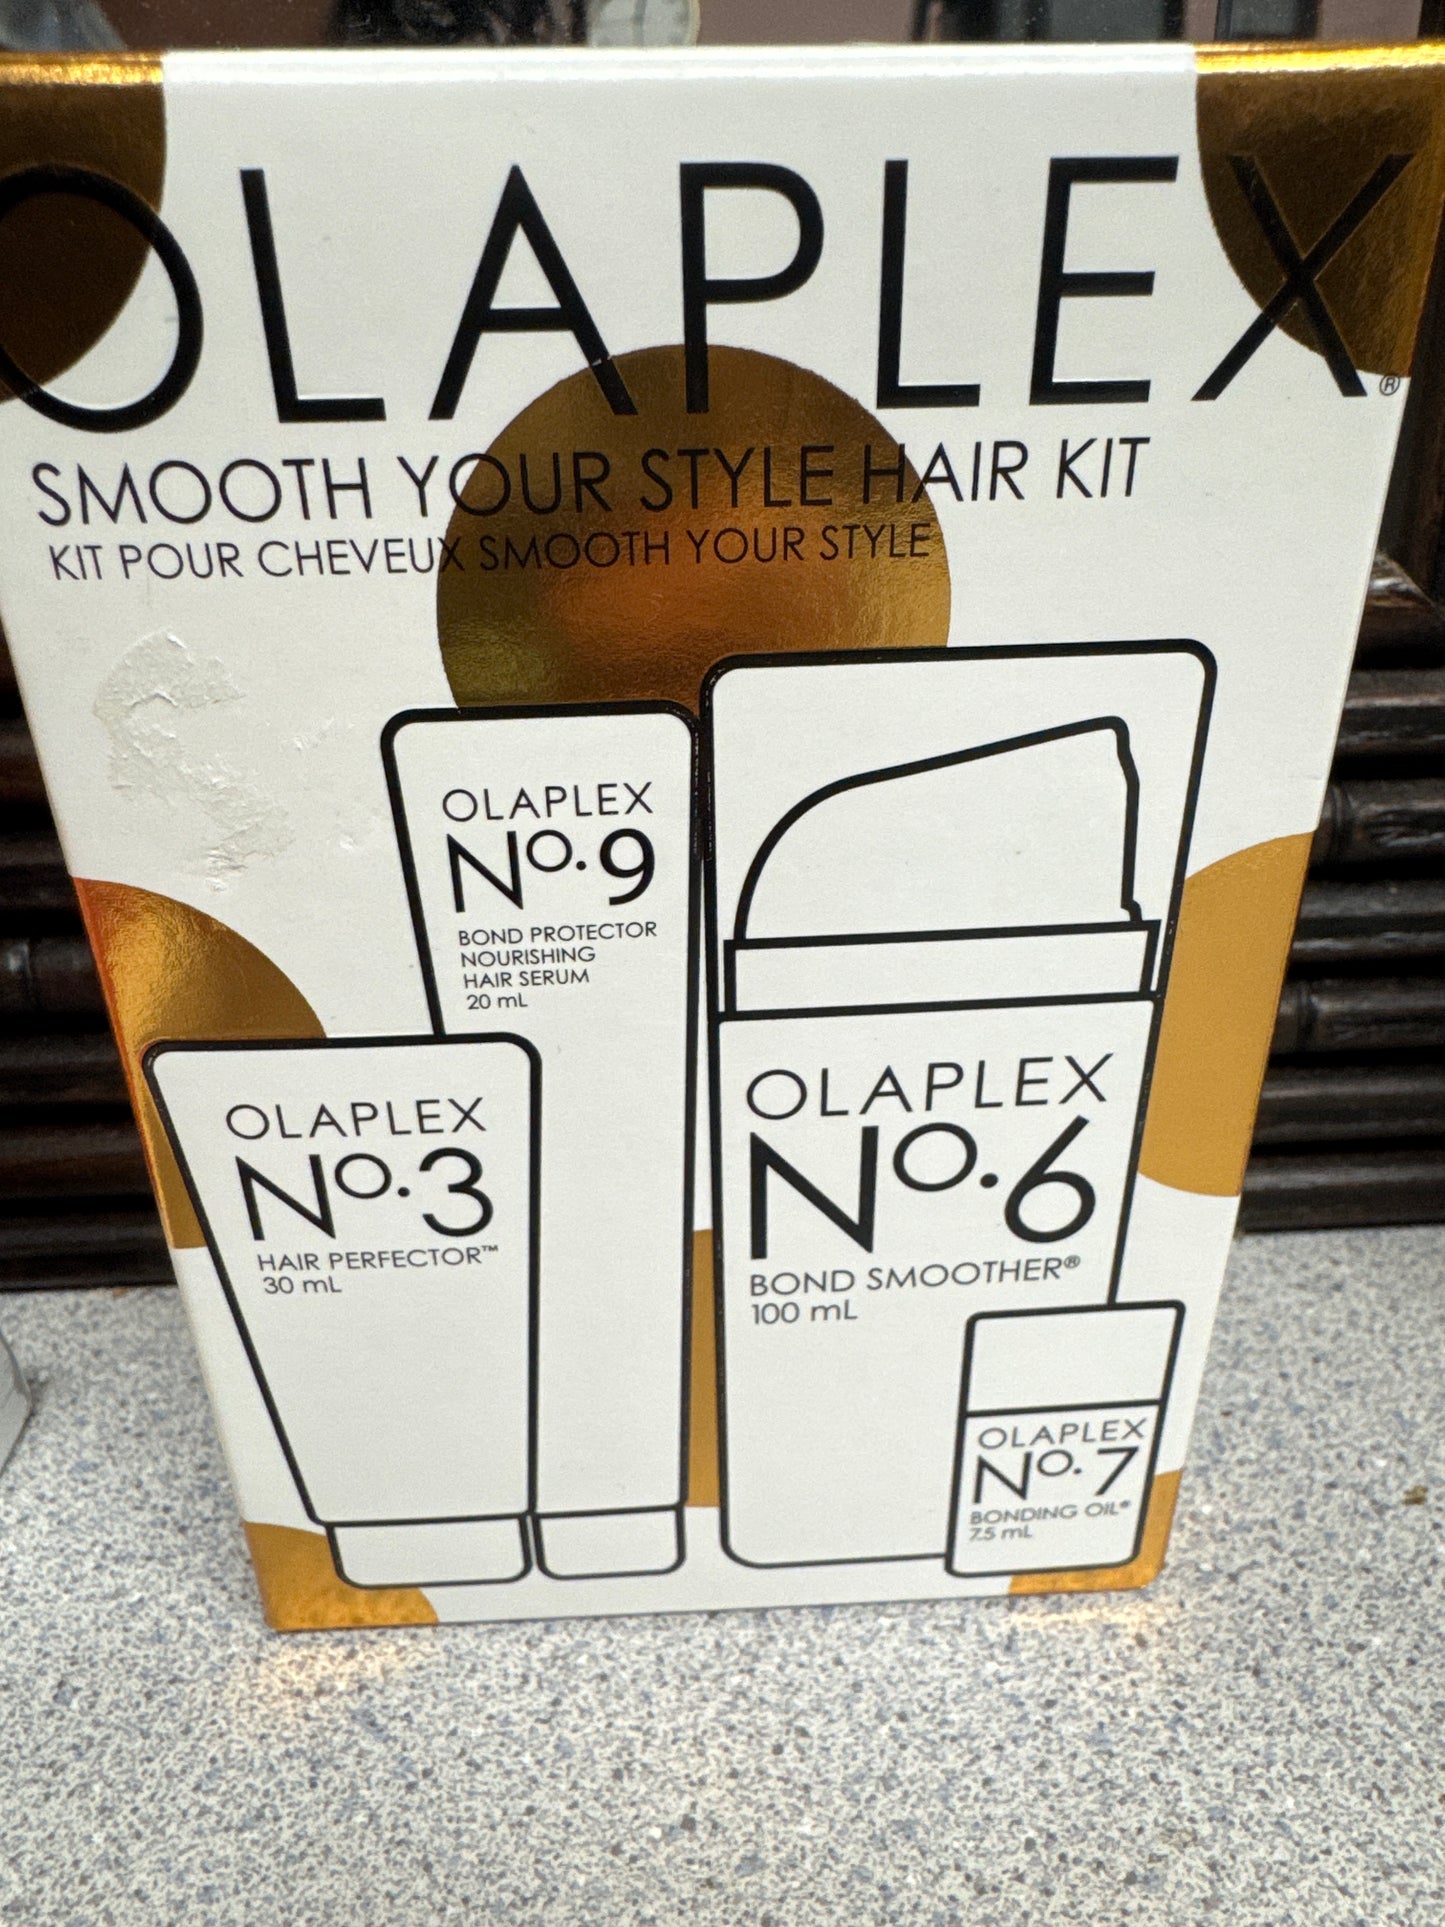 OLAPLEX®
SMOOTH YOUR STYLE HAIR KIT
KIT POUR CHEVEUX SMOOTH YOUR STYLE
OLAPLEX
Nº.9
BOND PROTECTOR
NOURISHING
HAIR SERUM
20 mL
OLAPLEX
Nº.3
HAIR PERFECTOR™
30 mL
OLAPLEX
Nº.6
BOND SMOOTHER®
100 mL
OLAPLEX
Nº.7
BONDING OIL®
7.5 mL